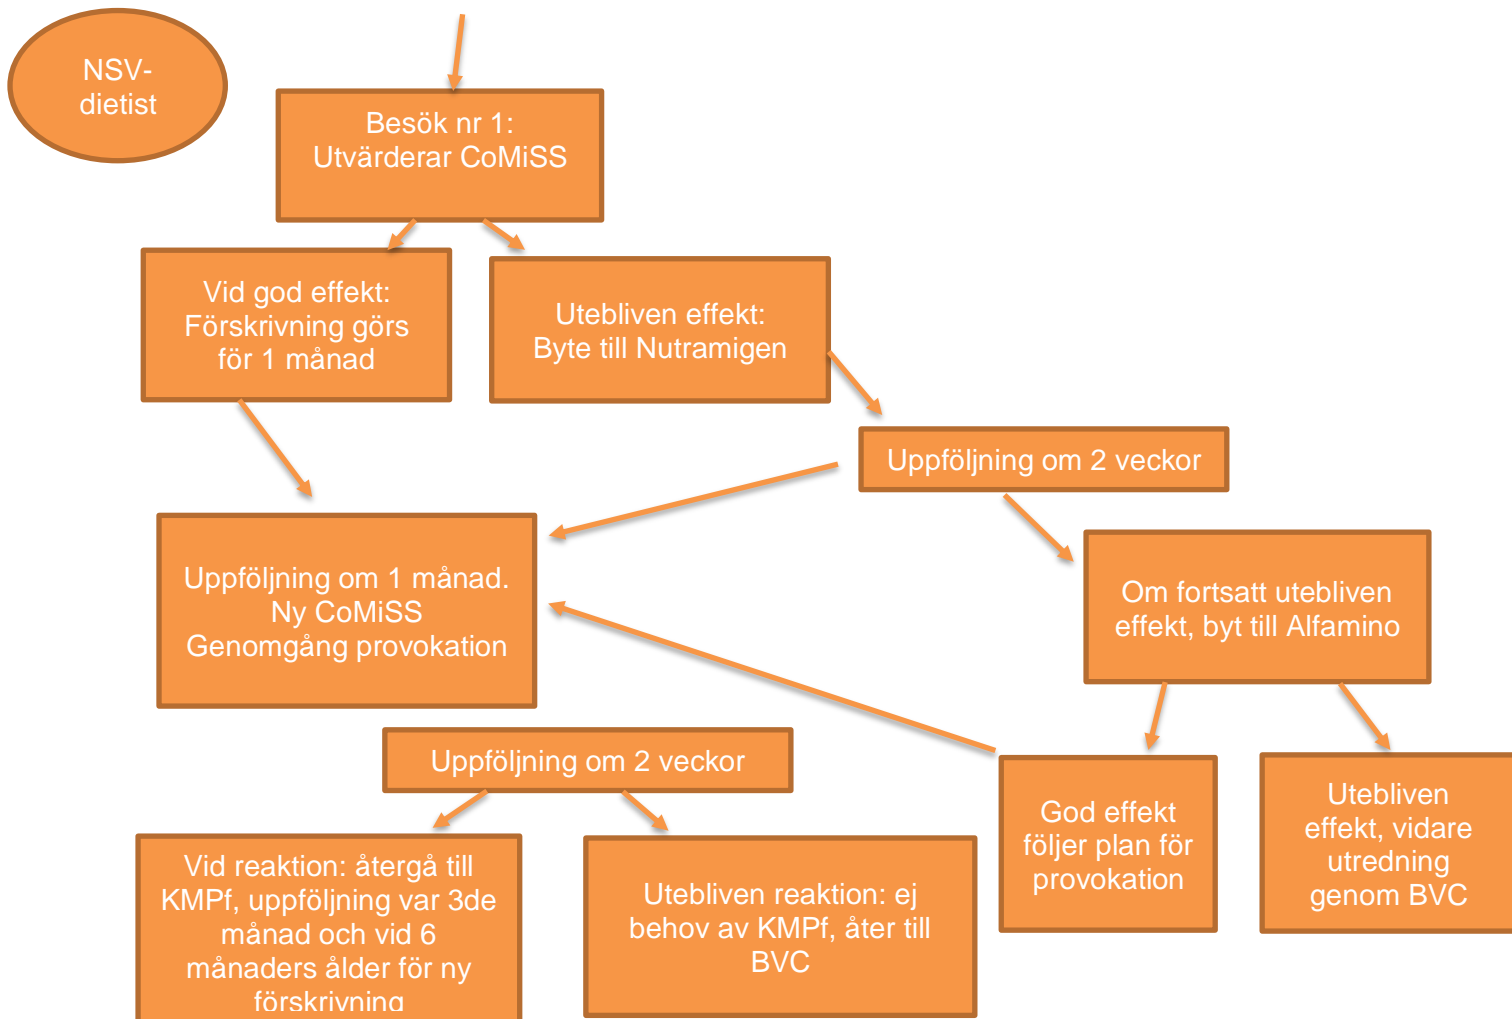 NSV-
dietist
Besök nr 1:
Utvärderar CoMiSS
Vid god effekt:
Förskrivning görs
för 1 månad
Utebliven effekt:
Byte till Nutramigen
Uppföljning om 2 veckor
Uppföljning om 1 månad.
Ny CoMiSS
Genomgång provokation
Om fortsatt utebliven
effekt, byt till Alfamino
Uppföljning om 2 veckor
God effekt
följer plan för
provokation
Utebliven
effekt, vidare
utredning
genom BVC
Vid reaktion: återgå till
KMPf, uppföljning var 3de
månad och vid 6
månaders ålder för ny
förskrivning
Utebliven reaktion: ej
behov av KMPf, åter till
BVC